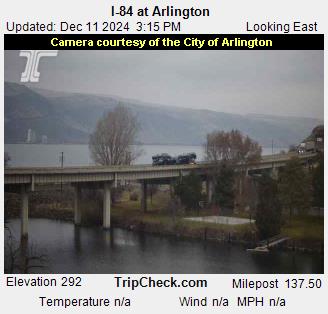 I-84 at Arlington
Updated: Dec 11 2024 3:15 PM Looking East
Camera courtesy of the City of Arlington
Elevation 292 TripCheck.com Milepost 137.50
Temperature n/a Wind n/a MPH n/a